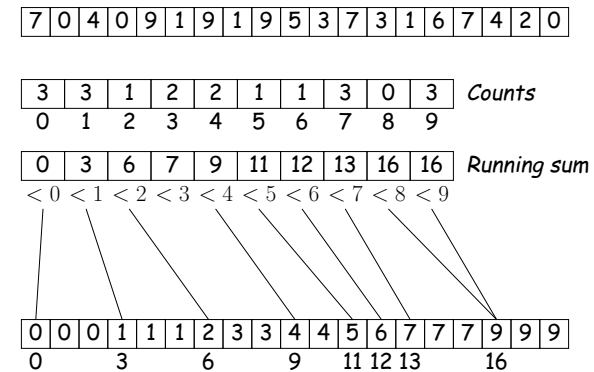 7 0 4 0 9 1 9 1 9 5 3 7 3 1 6 7 4 2 0
3 3 1 2 2 1 1 3 0 3 Counts
0 1 2 3 4 5 6 7 8 9
0 3 6 7 9 11 12 13 16 16 Running sum
< 0 < 1 < 2 < 3 < 4 < 5 < 6 < 7 < 8 < 9
0 0 0 1 1 1 2 3 3 4 4 5 6 7 7 7 9 9 9
0 3 6 9 11 12 13 16